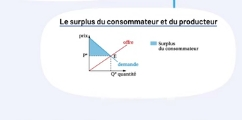 Le surplus du consommateur et du producteur
prix
offre
Surplus
du consommateur
P*
E
demande
Q* quantité